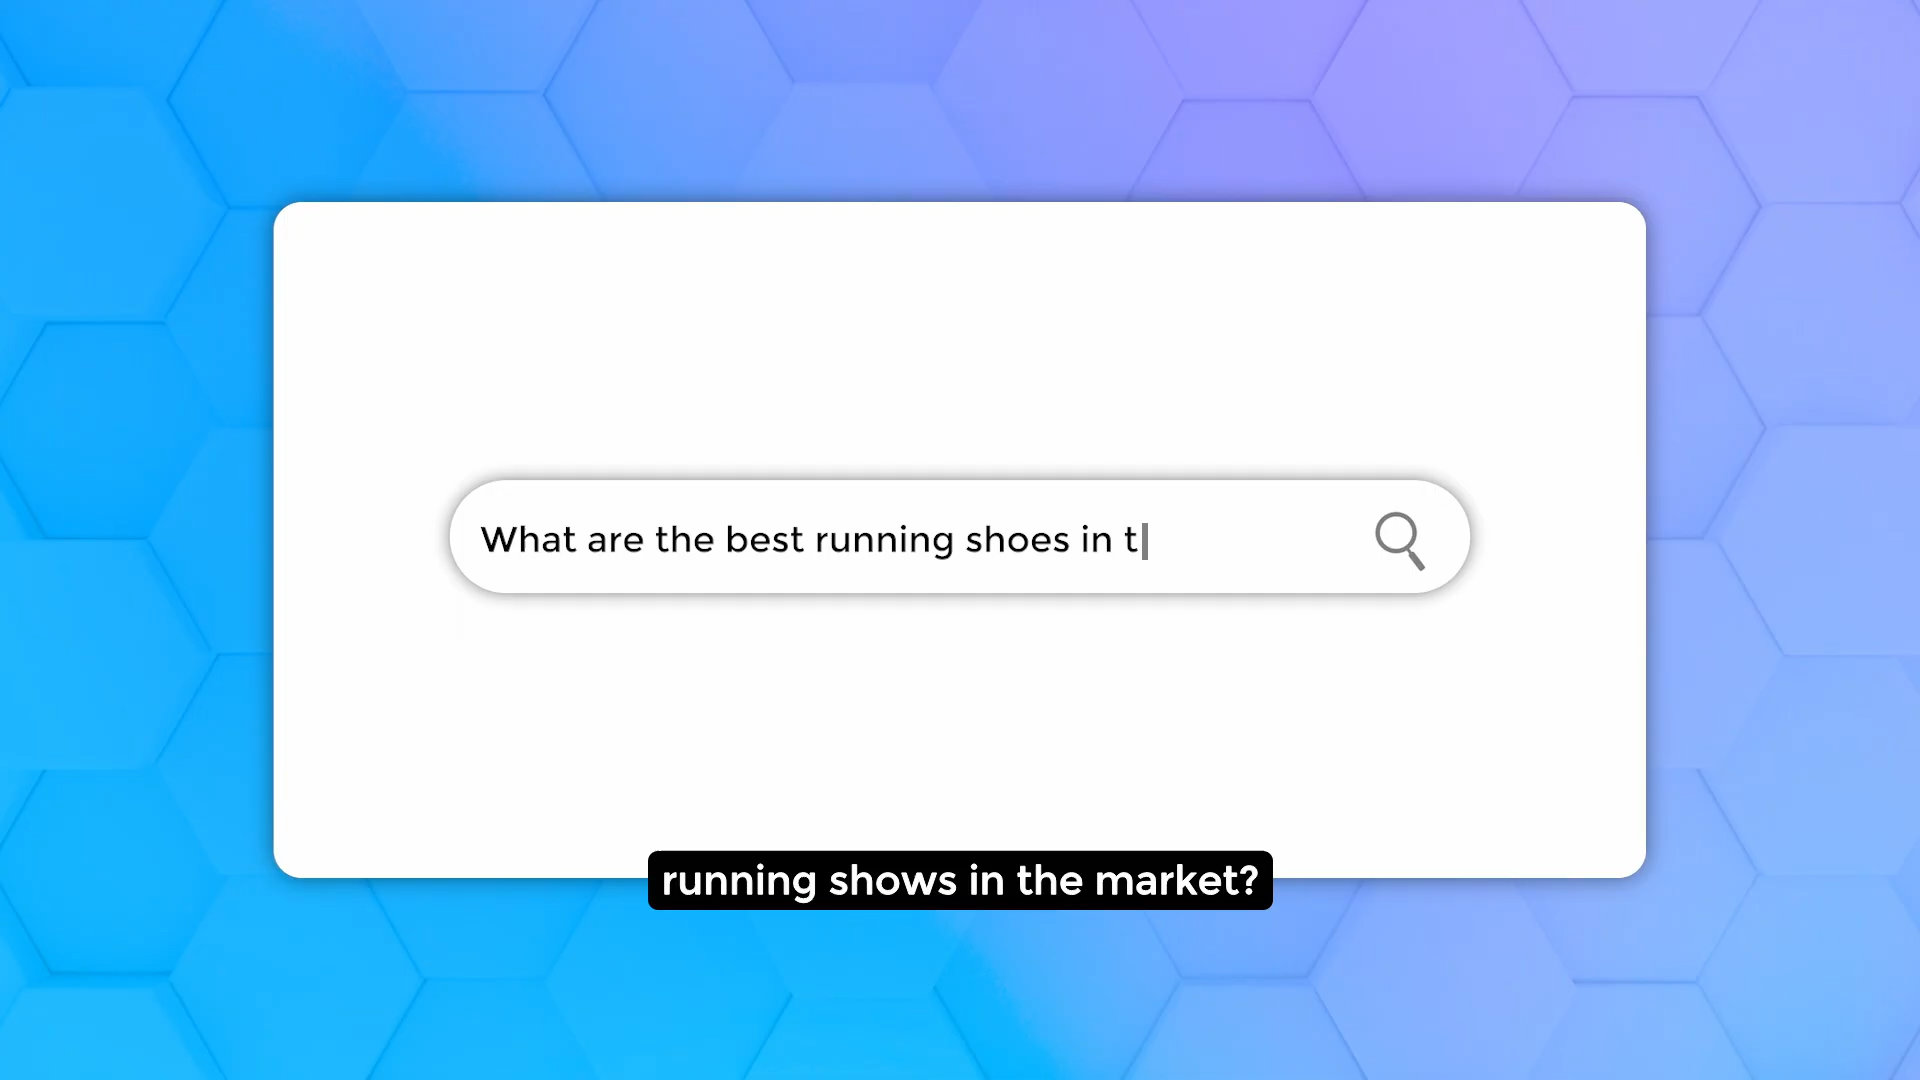 What are the best running shoes in t
running shows in the market?